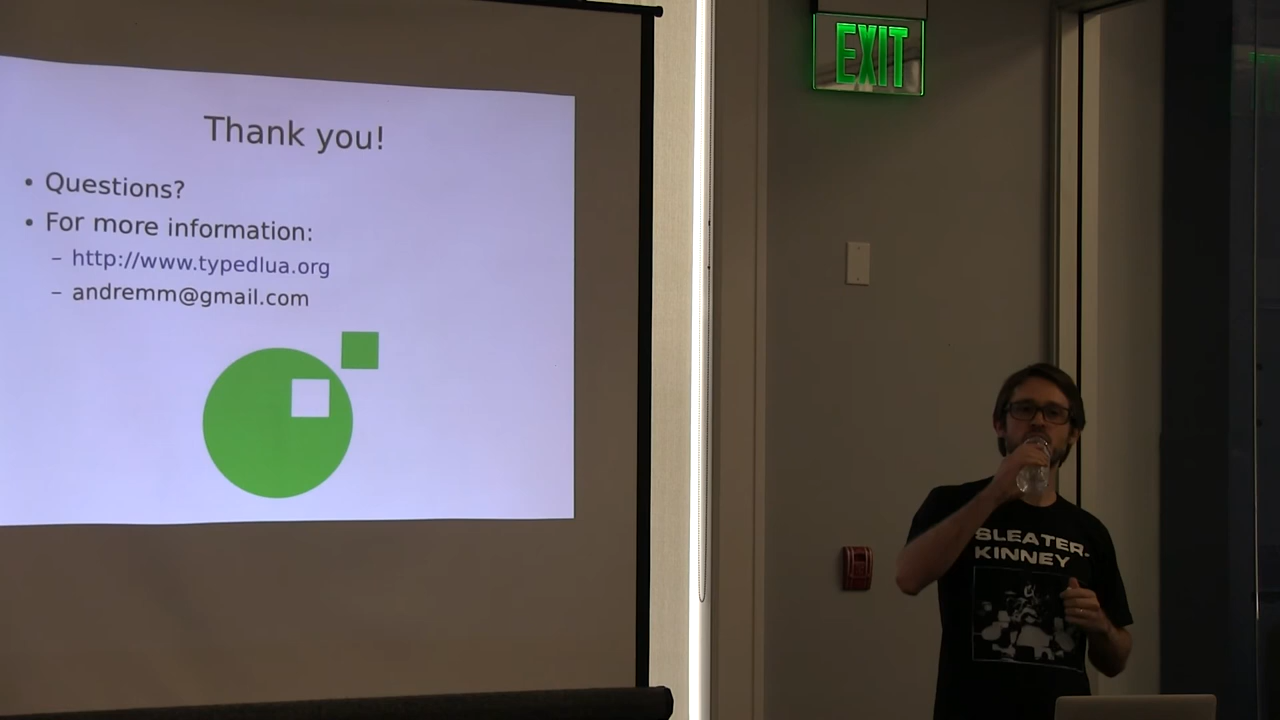 Thank you!
• Questions?
• For more information:
– http://www.typedlua.org
– andremm@gmail.com
EXIT
SLEATER-
KINNEY